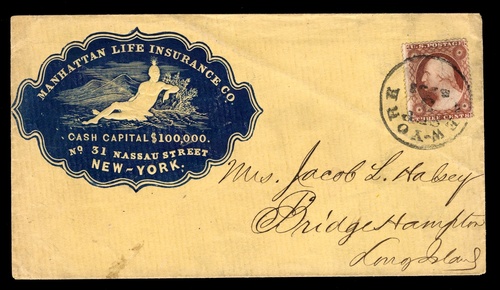 MANHATTAN LIFE INSURANCE CO.
CASH CAPITAL $100,000.
No 31 NASSAU STREET
NEW-YORK.
U.S. POSTAGE
THREE CENTS
NEW-YORK
Mrs. Jacob L. Halsey
Bridge Hampton
Long Island